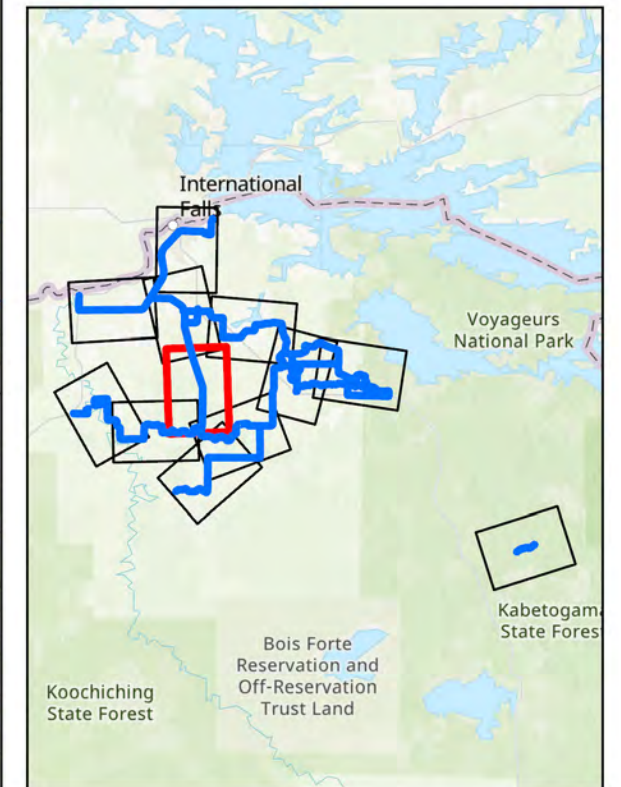 International
Falls
Voyageurs
National Park
Kabetogama
State Forest
Bois Forte
Reservation and
Off-Reservation
Trust Land
Koochiching
State Forest